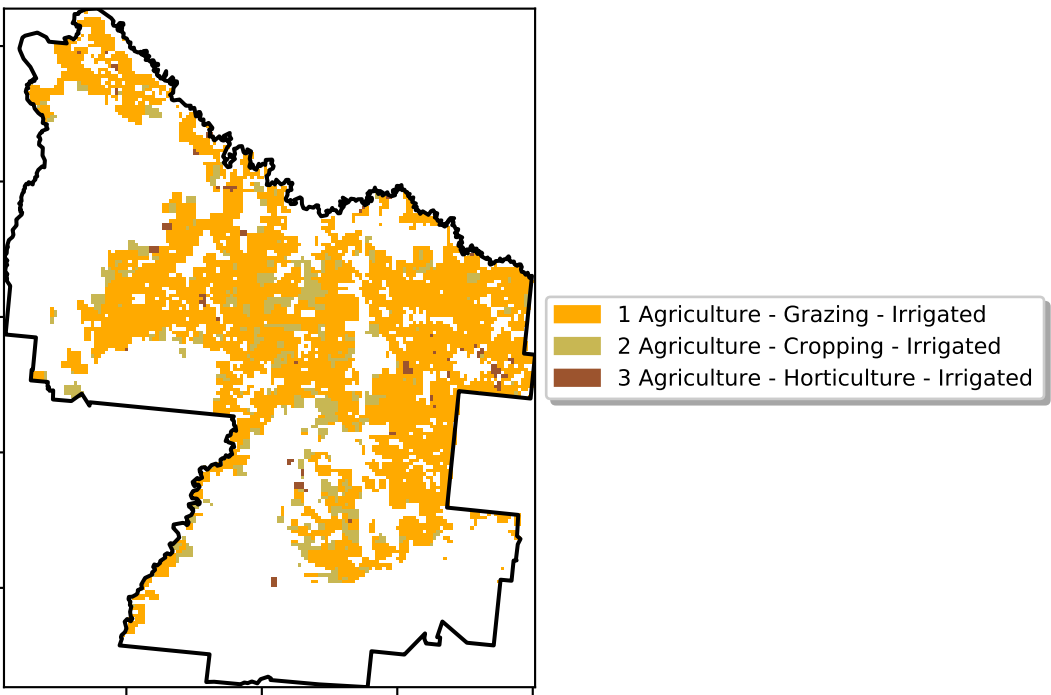 1 Agriculture - Grazing - Irrigated
2 Agriculture - Cropping - Irrigated
3 Agriculture - Horticulture - Irrigated